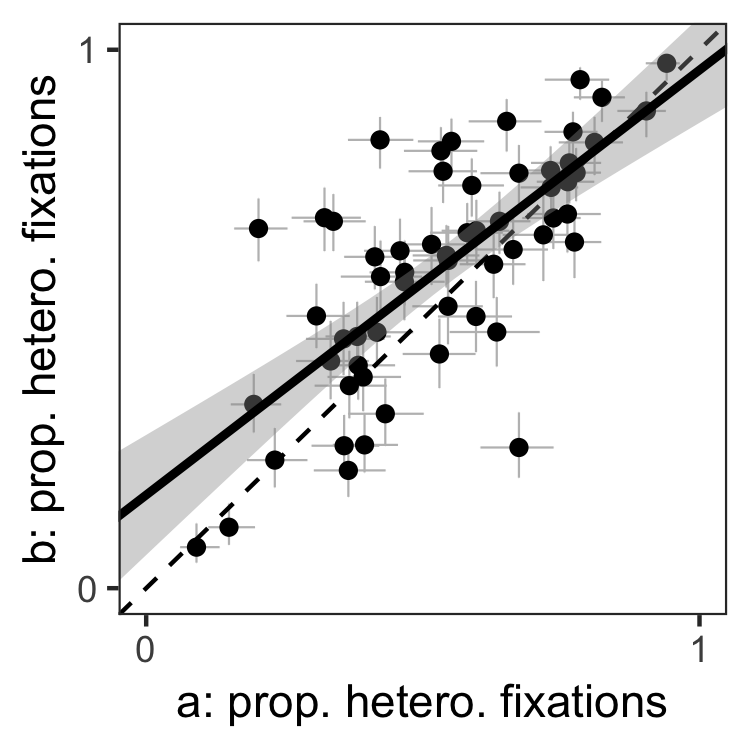 1
b: prop. hetero. fixations
0
0
1
a: prop. hetero. fixations